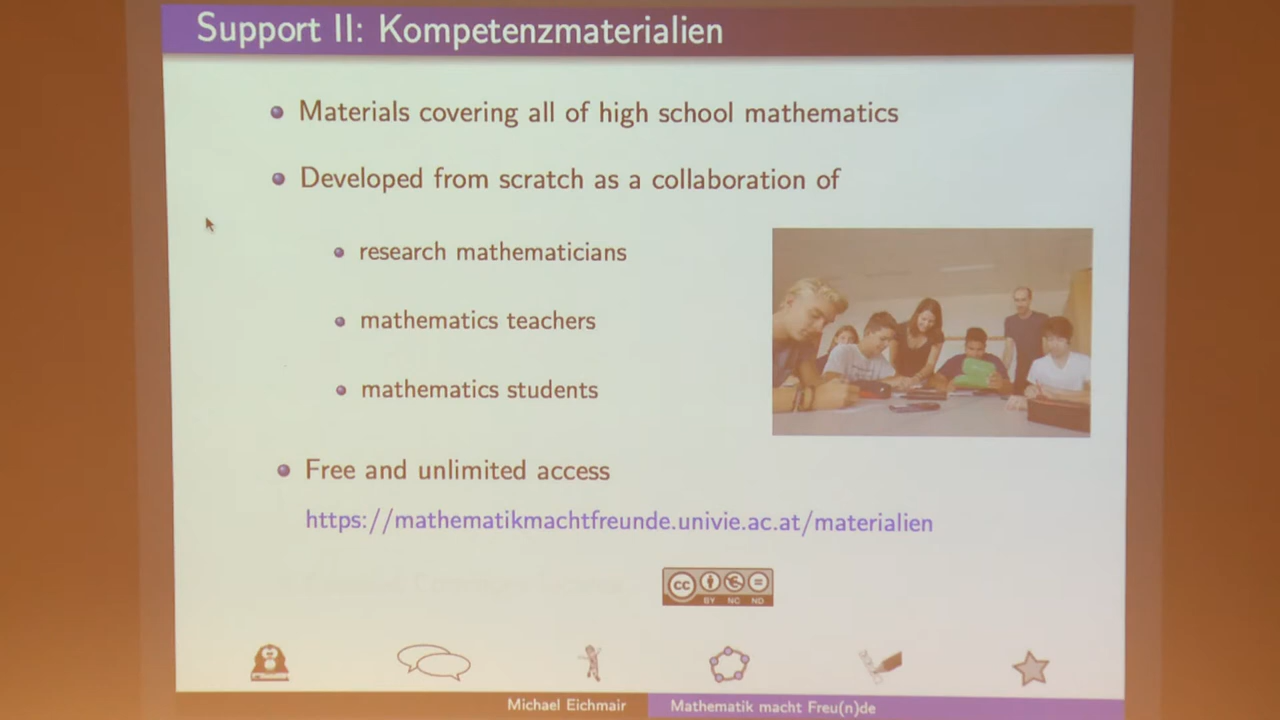 Support II: Kompetenzmaterialien
Materials covering all of high school mathematics
Developed from scratch as a collaboration of
research mathematicians
mathematics teachers
mathematics students
Free and unlimited access
https://mathematikmachtfreunde.univie.ac.at/materialien
cc
BY NC ND
Michael Eichmair
Mathematik macht Freu(n)de